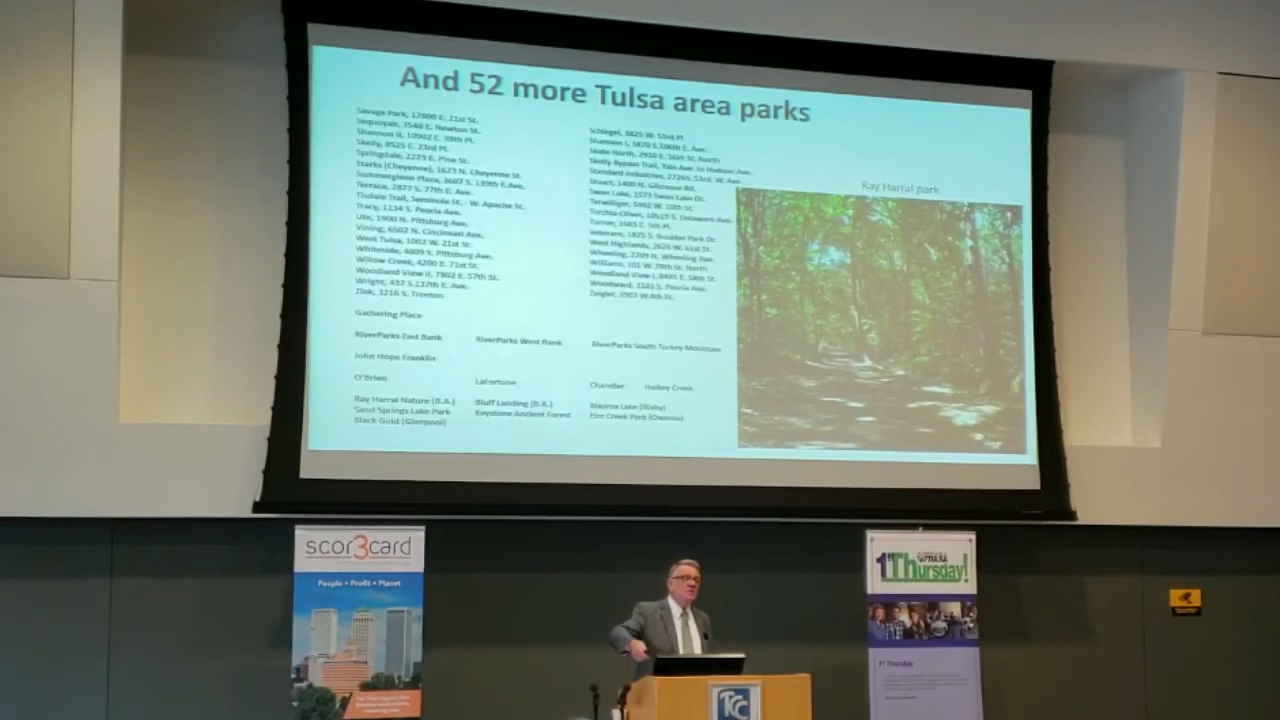 And 52 more Tulsa area parks
Savage Park, 12800 E. 21st St.
Sequoyah, 3540 E. Newton St.
Shannon II, 10902 E. 39th Pl.
Skelly, 8525 E. 23rd Pl.
Springdale, 2223 E. Pine St.
Starks (Cheyenne), 1623 N. Cheyenne St.
Summerglenn Plaza, 3607 S. 139th E.Ave.
Terrace, 2877 S. 77th E. Ave.
Tisdale Trail, Seminole St. - W. Apache St.
Tracy, 1134 S. Peoria Ave.
Ute, 1900 N. Pittsburg Ave.
Vining, 6502 N. Cincinnati Ave.
West Tulsa, 1002 W. 21st St.
Whiteside, 4009 S. Pittsburg Ave.
Willow Creek, 4200 E. 71st St.
Woodland View II, 7802 E. 57th St.
Wright, 437 S.137th E. Ave.
Zink, 3216 S. Trenton
Schlegel, 3825 W. 53rd Pl.
Shannon I, 3870 S.106th E. Ave.
Skate North, 2910 E. 56th St. North
Skelly Bypass Trail, Yale Ave. to Hudson Ave.
Standard Industries, W. Ave.
Stuart, 1400 N. Gilcrease Rd.
Swan Lake, 1573 Swan Lake Dr.
Terwilliger, 5902 W. 10th St.
Torchia-Oliver, 10515 S. Delaware Ave.
Turner, 3503 E. 5th Pl.
Veterans, 1875 S. Boulder Park Dr.
West Highlands, 2626 W. 61st St.
Wheeling, 2209 N. Wheeling Ave.
Williams, 101 W. 78th St. North
Woodland View I, 8445 E. 58th St.
Woodward, 2101 S. Peoria Ave.
Zeigler, 3903 W.4th St.
Ray Harral park
Gathering Place
RiverParks East Bank RiverParks West Bank RiverParks South Turkey Mountain
John Hope Franklin
O'Brien LaFortune Chandler Haikey Creek
Ray Harral Nature (B.A.) Bluff Landing (B.A.) Bixoma Lake (Bixby)
Sand Springs Lake Park Keystone Ancient Forest Elm Creek Park (Owasso)
Black Gold (Glenpool)
scor3card
People • Profit • Planet
1st Thursday!
1st Thursday
TCC